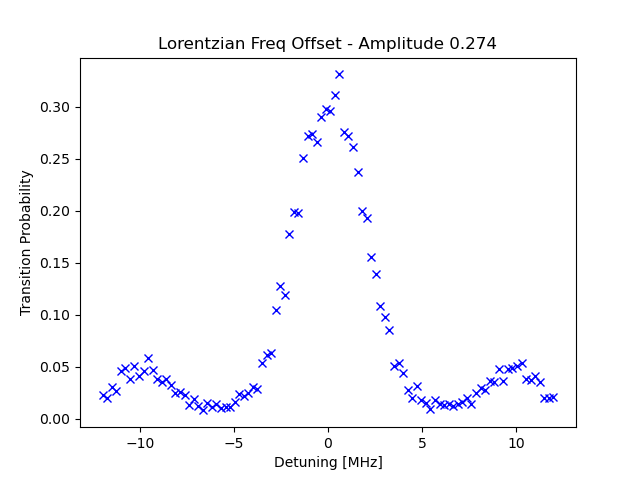 Lorentzian Freq Offset - Amplitude 0.274
Transition Probability
0.30
0.25
0.20
0.15
0.10
0.05
0.00
−10 −5 0 5 10
Detuning [MHz]